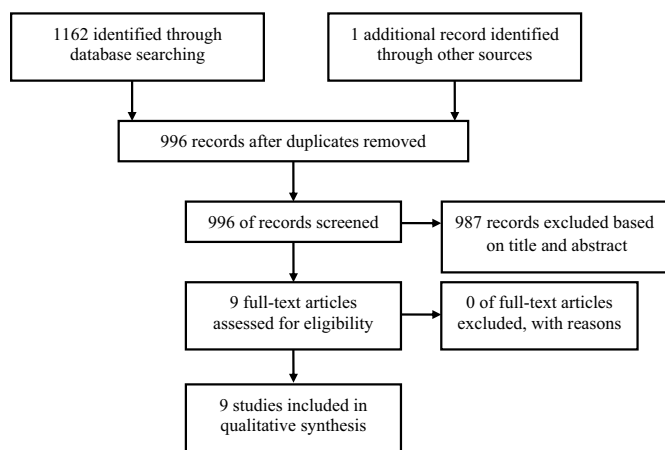 1162 identified through
database searching
1 additional record identified
through other sources
996 records after duplicates removed
996 of records screened
987 records excluded based
on title and abstract
9 full-text articles
assessed for eligibility
0 of full-text articles
excluded, with reasons
9 studies included in
qualitative synthesis